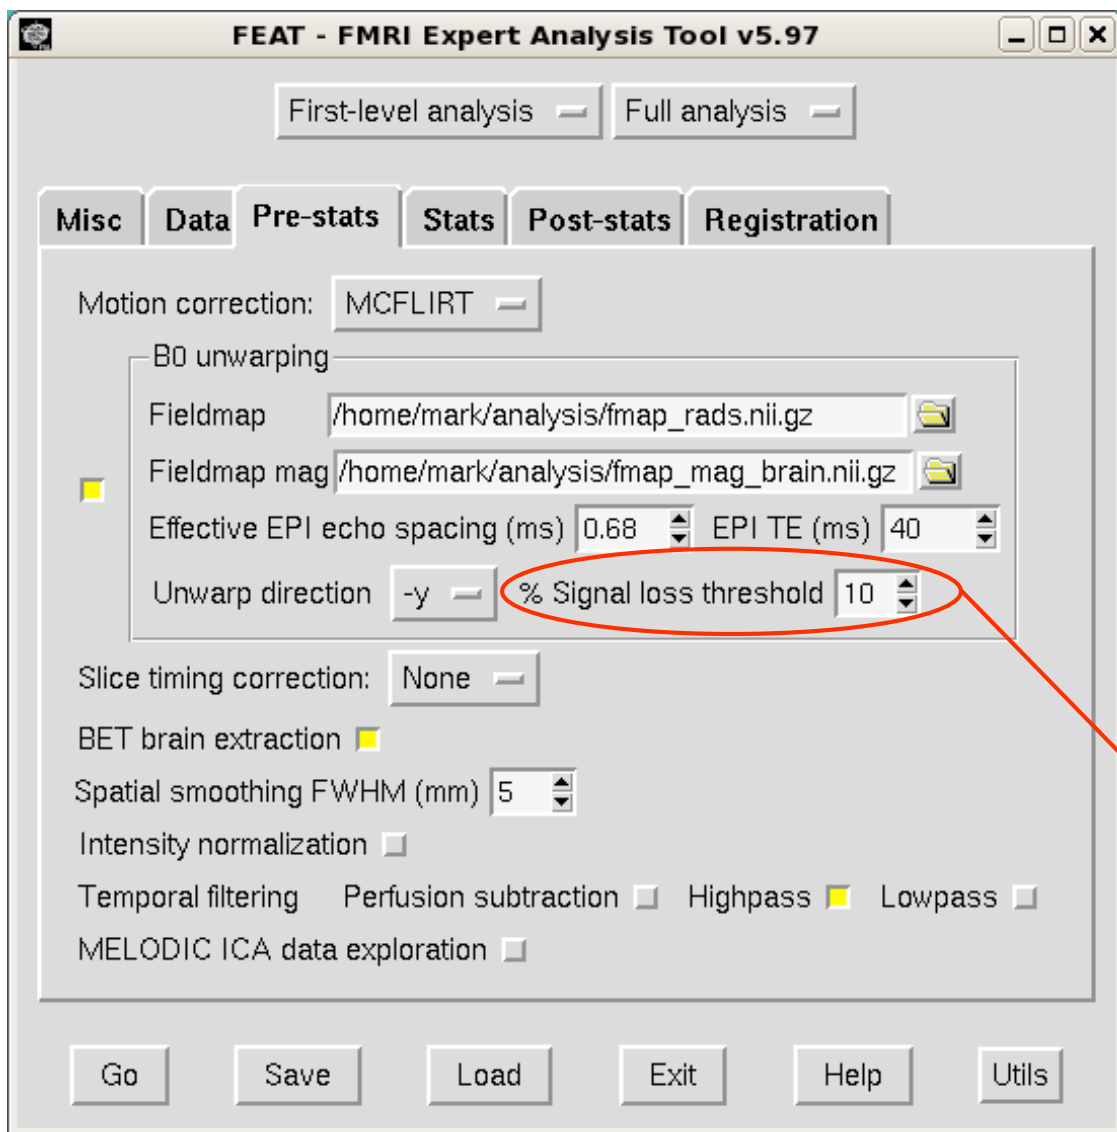 FEAT - FMRI Expert Analysis Tool v5.97
First-level analysis Full analysis
Misc Data Pre-stats Stats Post-stats Registration
Motion correction: MCFLIRT
B0 unwarping
Fieldmap /home/mark/analysis/fmap_rads.nii.gz
Fieldmap mag /home/mark/analysis/fmap_mag_brain.nii.gz
Effective EPI echo spacing (ms) 0.68 EPI TE (ms) 40
Unwarp direction -y % Signal loss threshold 10
Slice timing correction: None
BET brain extraction
Spatial smoothing FWHM (mm) 5
Intensity normalization
Temporal filtering Perfusion subtraction Highpass Lowpass
MELODIC ICA data exploration
Go Save Load Exit Help Utils